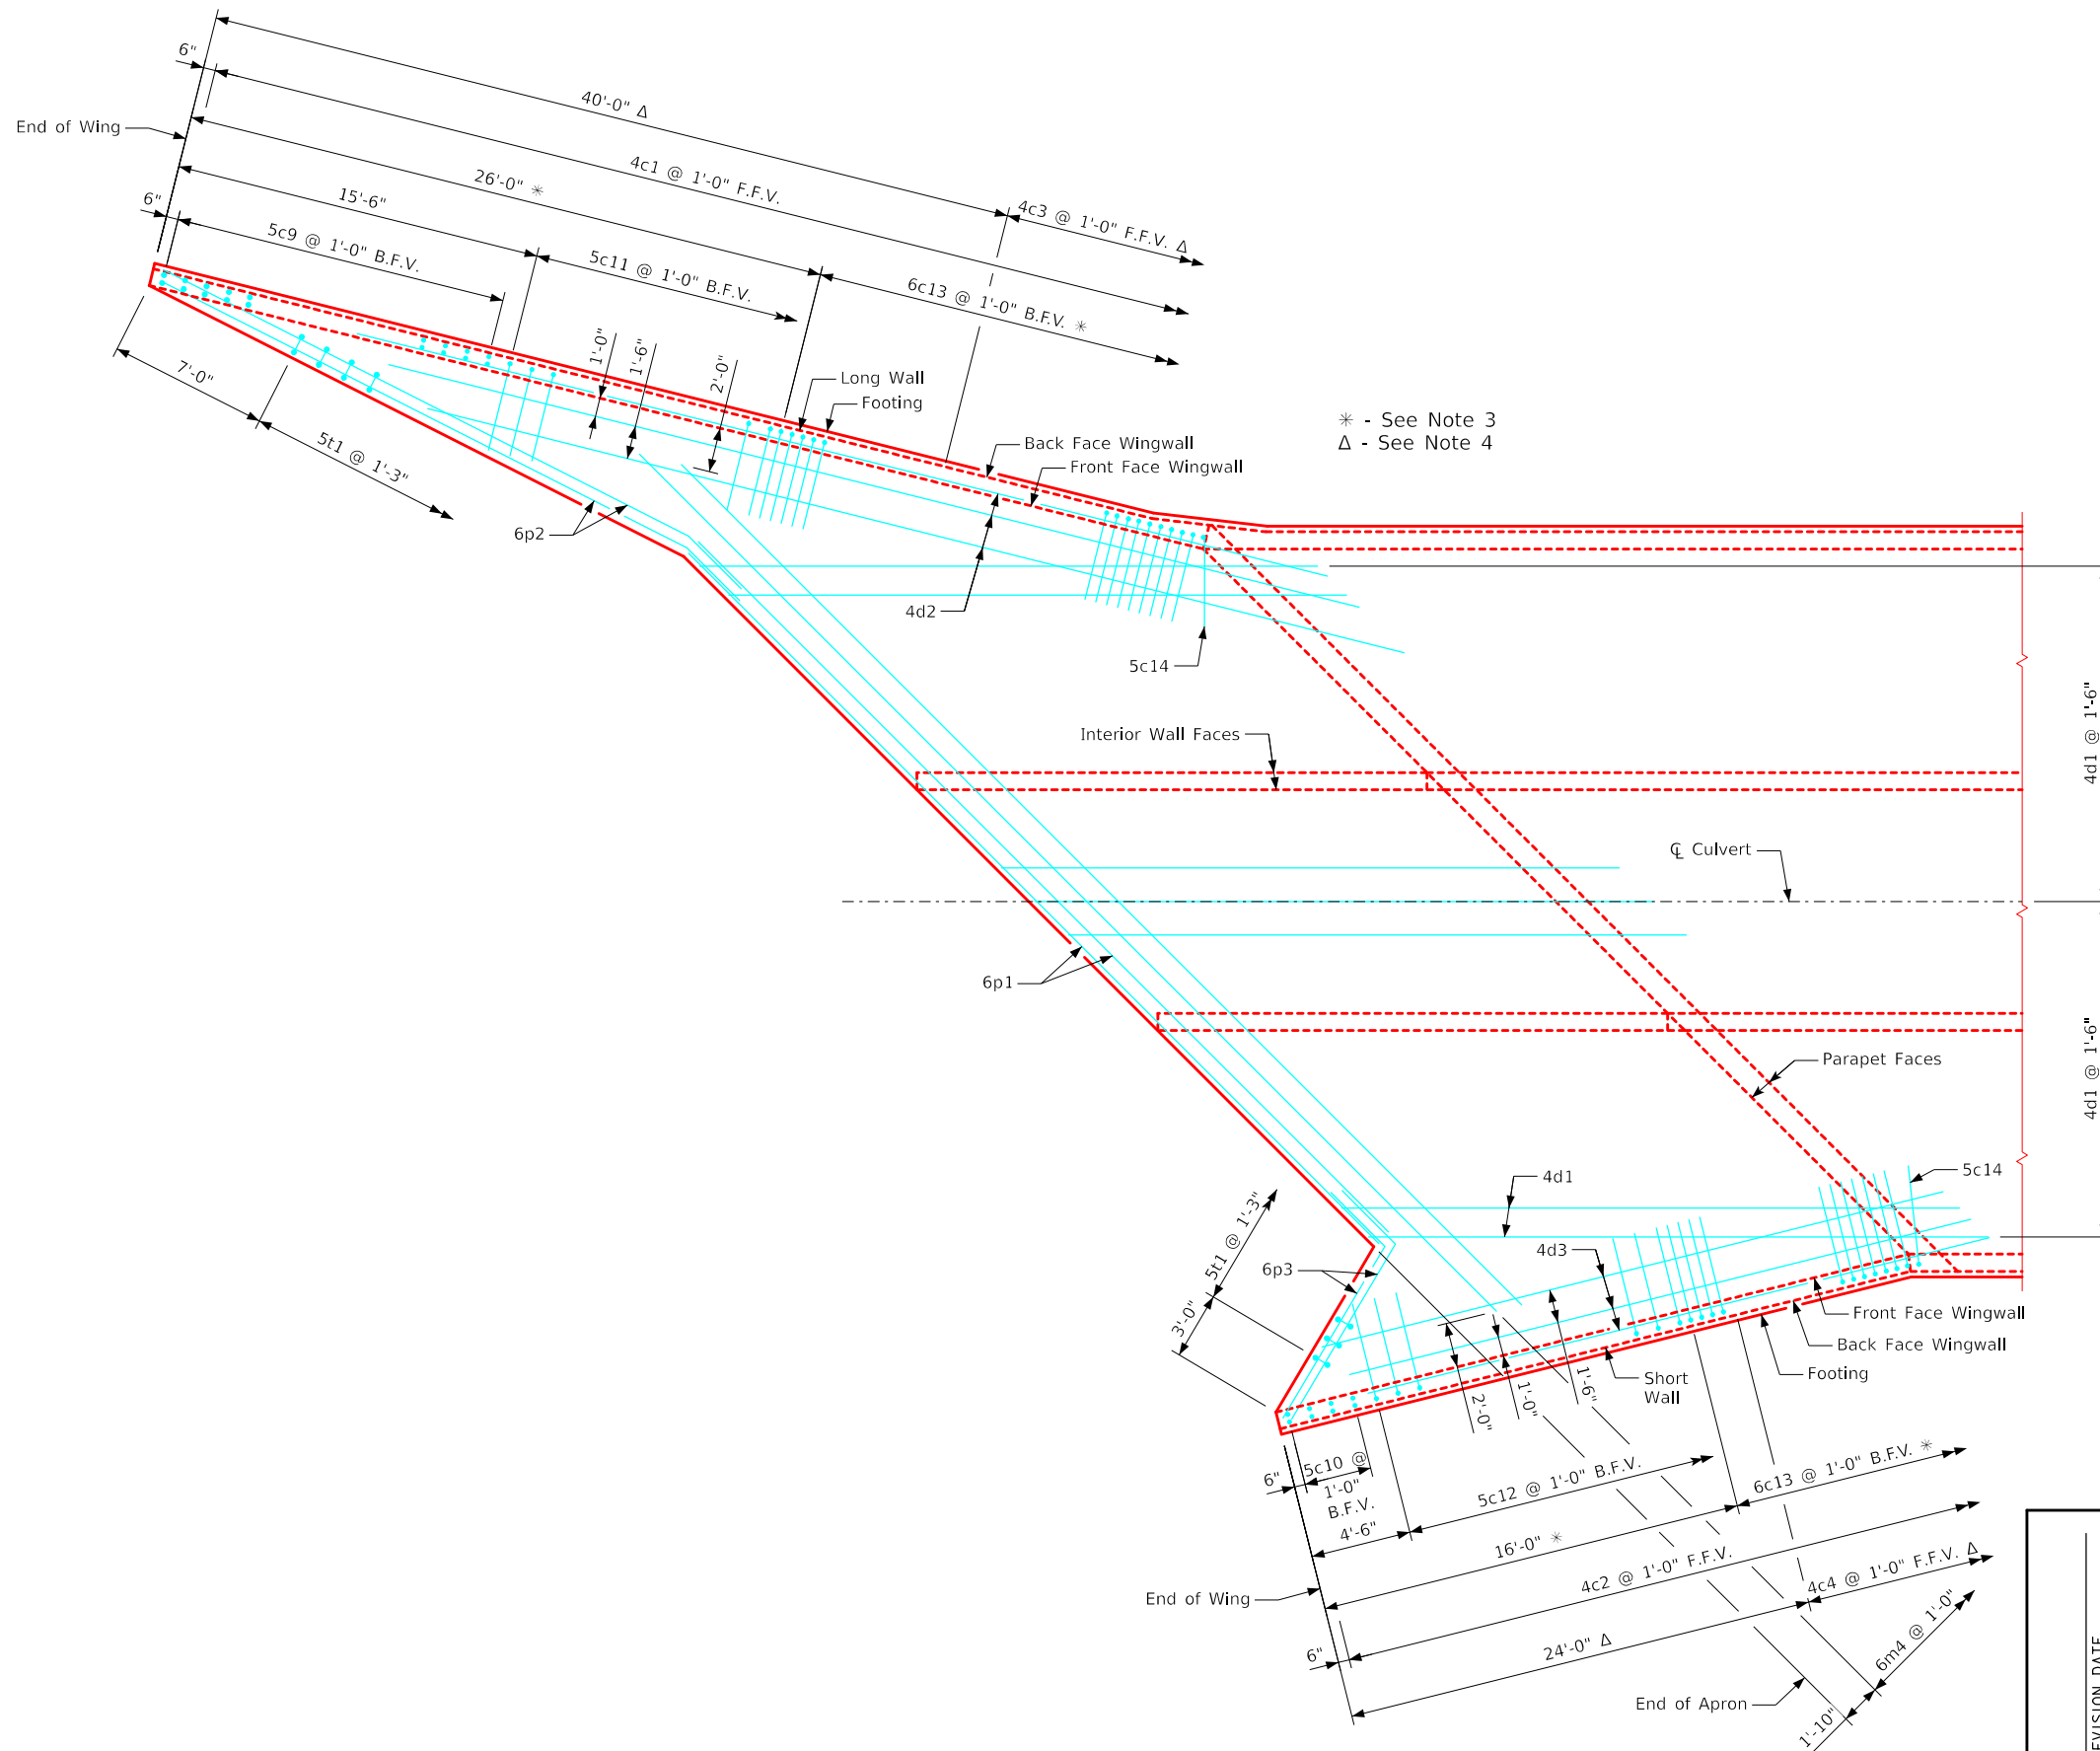 6"
40'-0" Δ
End of Wing
4c1 @ 1'-0" F.F.V.
26'-0" ✳
15'-6"
6"
4c3 @ 1'-0" F.F.V. Δ
5c9 @ 1'-0" B.F.V.
5c11 @ 1'-0" B.F.V.
6c13 @ 1'-0" B.F.V. ✳
1'-0"
1'-6"
2'-0"
7'-0"
Long Wall
Footing
✳ - See Note 3
Δ - See Note 4
5t1 @ 1'-3"
Back Face Wingwall
Front Face Wingwall
6p2
4d2
5c14
4d1 @ 1'-6"
Interior Wall Faces
℄ Culvert
6p1
4d1 @ 1'-6"
Parapet Faces
4d1
5c14
5t1 @ 1'-3"
4d3
6p3
3'-0"
Front Face Wingwall
Back Face Wingwall
Footing
Short
Wall
1'-6"
1'-0"
2'-0"
6"
5c10 @
1'-0"
B.F.V.
5c12 @ 1'-0" B.F.V.
6c13 @ 1'-0" B.F.V. ✳
4'-6"
16'-0" ✳
4c2 @ 1'-0" F.F.V.
4c4 @ 1'-0" F.F.V. Δ
End of Wing
6"
24'-0" Δ
6m4 @ 1'-0"
End of Apron
1'-10"
EVISION DATE